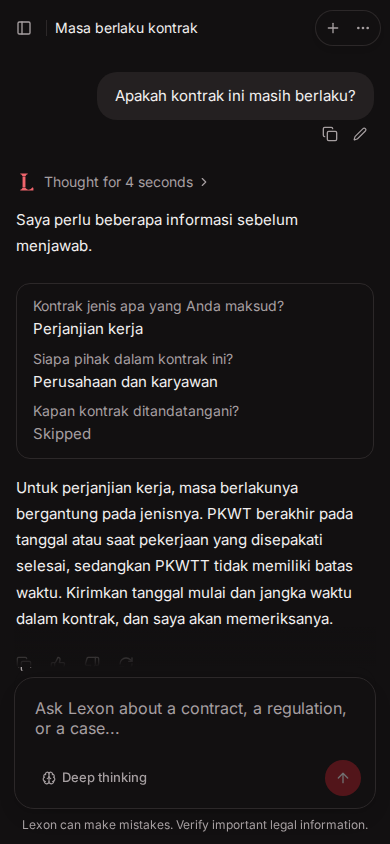 Masa berlaku kontrak
Apakah kontrak ini masih berlaku?
L Thought for 4 seconds
Saya perlu beberapa informasi sebelum
menjawab.
Kontrak jenis apa yang Anda maksud?
Perjanjian kerja
Siapa pihak dalam kontrak ini?
Perusahaan dan karyawan
Kapan kontrak ditandatangani?
Skipped
Untuk perjanjian kerja, masa berlakunya
bergantung pada jenisnya. PKWT berakhir pada
tanggal atau saat pekerjaan yang disepakati
selesai, sedangkan PKWTT tidak memiliki batas
waktu. Kirimkan tanggal mulai dan jangka waktu
dalam kontrak, dan saya akan memeriksanya.
Ask Lexon about a contract, a regulation,
or a case...
Deep thinking
Lexon can make mistakes. Verify important legal information.